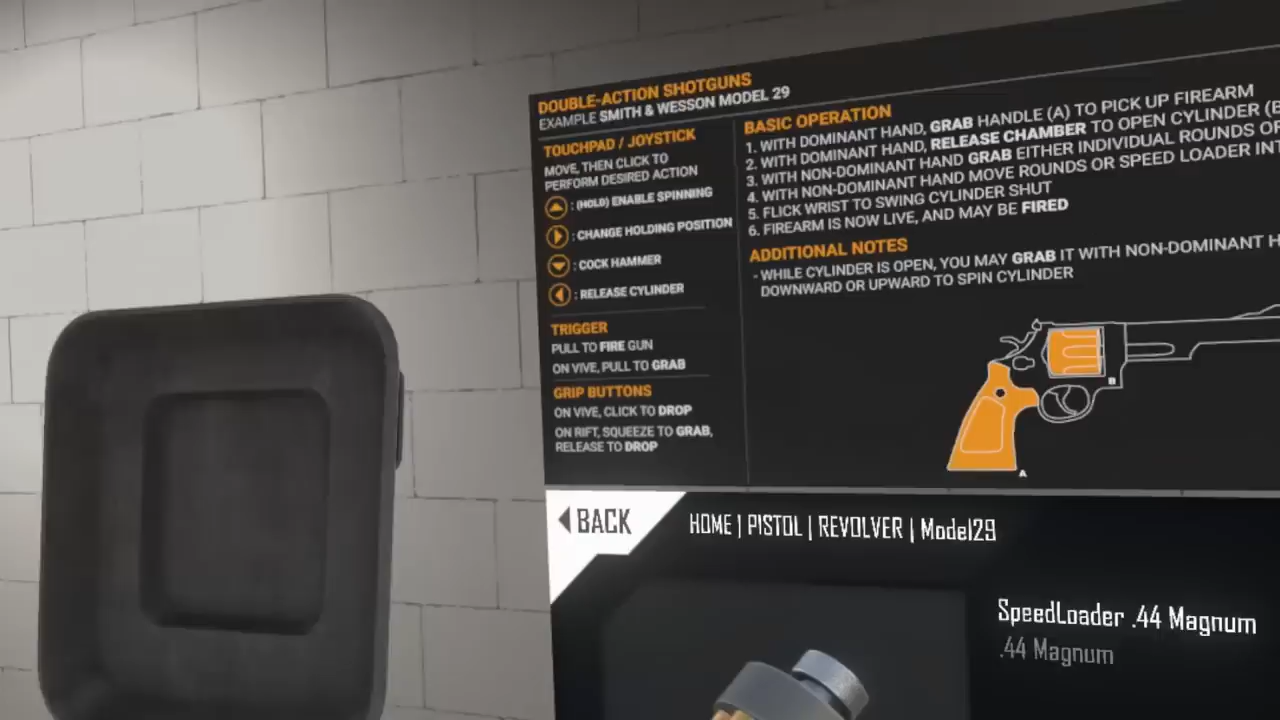 DOUBLE-ACTION SHOTGUNS
EXAMPLE SMITH & WESSON MODEL 29
TOUCHPAD / JOYSTICK
MOVE, THEN CLICK TO
PERFORM DESIRED ACTION
: (HOLD) ENABLE SPINNING
: CHANGE HOLDING POSITION
: COCK HAMMER
: RELEASE CYLINDER
TRIGGER
PULL TO FIRE GUN
ON VIVE, PULL TO GRAB
GRIP BUTTONS
ON VIVE, CLICK TO DROP
ON RIFT, SQUEEZE TO GRAB,
RELEASE TO DROP
BASIC OPERATION
1. WITH DOMINANT HAND, GRAB HANDLE (A) TO PICK UP FIREARM
2. WITH DOMINANT HAND, RELEASE CHAMBER TO OPEN CYLINDER (B
3. WITH NON-DOMINANT HAND GRAB EITHER INDIVIDUAL ROUNDS O
4. WITH NON-DOMINANT HAND MOVE ROUNDS OR SPEED LOADER INT
5. FLICK WRIST TO SWING CYLINDER SHUT
6. FIREARM IS NOW LIVE, AND MAY BE FIRED
ADDITIONAL NOTES
- WHILE CYLINDER IS OPEN, YOU MAY GRAB IT WITH NON-DOMINANT H
DOWNWARD OR UPWARD TO SPIN CYLINDER
B
A
BACK
HOME | PISTOL | REVOLVER | Model29
SpeedLoader .44 Magnum
.44 Magnum